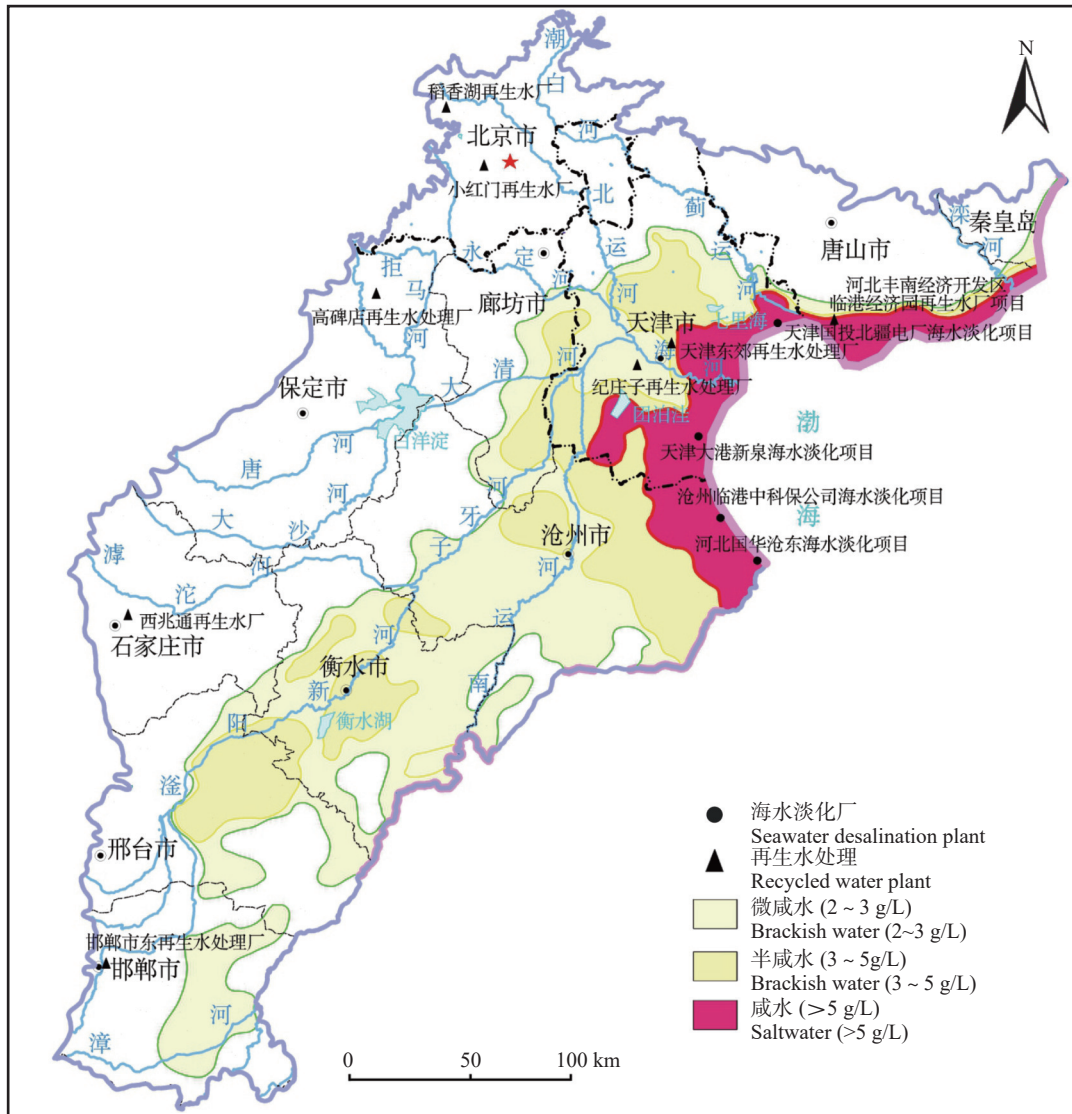 N
潮
白
河
稻香湖再生水厂
北京市
小红门再生水厂
北
运
河
蓟
运
河
秦皇岛
滦
河
唐山市
永
定
河
拒
马
河
廊坊市
高碑店再生水处理厂
河北丰南经济开发区
临港经济园再生水厂项目
七里海
天津国投北疆电厂海水淡化项目
天津市
海
河
天津东郊再生水处理厂
纪庄子再生水处理厂
保定市
大
清
河
白洋淀
团泊洼
渤
海
天津大港新泉海水淡化项目
唐
河
大
沙
河
沧州临港中科保公司海水淡化项目
河北国华沧东海水淡化项目
子
牙
河
沧州市
滹
沱
河
西兆通再生水厂
石家庄市
南
运
河
衡水市
衡水湖
滏
阳
新
河
邢台市
邯郸市东再生水处理厂
邯郸市
漳
河
海水淡化厂
Seawater desalination plant
再生水处理
Recycled water plant
微咸水 (2 ~ 3 g/L)
Brackish water (2~3 g/L)
半咸水 (3 ~ 5g/L)
Brackish water (3 ~ 5 g/L)
咸水 (>5 g/L)
Saltwater (>5 g/L)
0 50 100 km